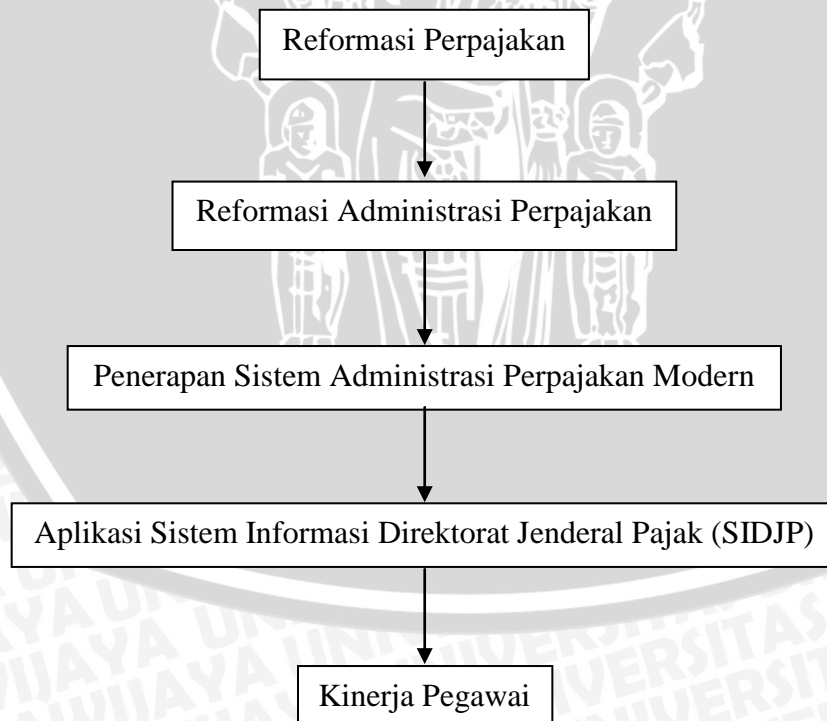 Reformasi Perpajakan
Reformasi Administrasi Perpajakan
Penerapan Sistem Administrasi Perpajakan Modern
Aplikasi Sistem Informasi Direktorat Jenderal Pajak (SIDJP)
Kinerja Pegawai